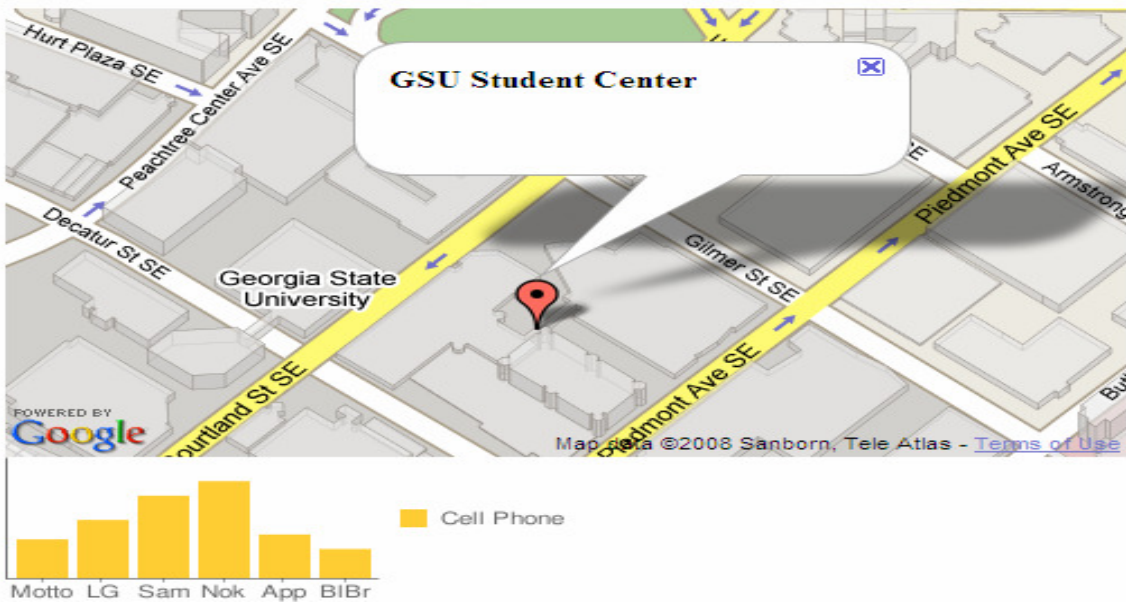 Hurt Plaza SE
Peachtree Center Ave SE
GSU Student Center
SE
Piedmont Ave SE
Armstrong
Decatur St SE
Gilmer St SE
Georgia State
University
Courtland St SE
Piedmont Ave SE
POWERED BY
Google
Map data ©2008 Sanborn, Tele Atlas - Terms of Use
Cell Phone
Motto LG Sam Nok App BlBr